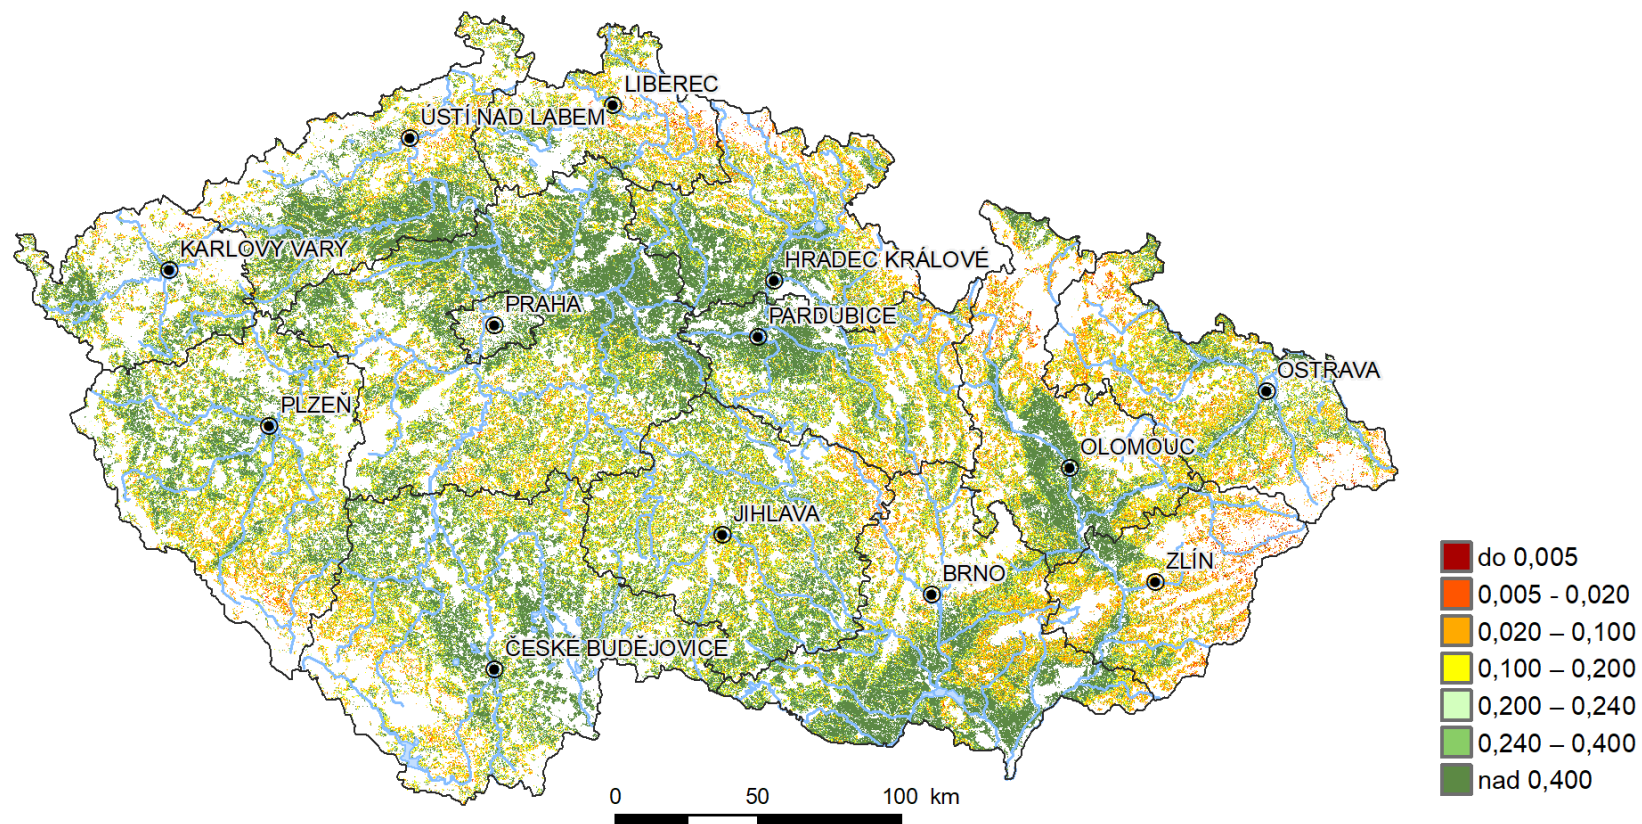 LIBEREC
ÚSTÍ NAD LABEM
KARLOVY VARY
HRADEC KRÁLOVÉ
PRAHA
PARDUBICE
OSTRAVA
PLZEŇ
OLOMOUC
JIHLAVA
ZLÍN
BRNO
ČESKÉ BUDĚJOVICE
do 0,005
0,005 - 0,020
0,020 – 0,100
0,100 – 0,200
0,200 – 0,240
0,240 – 0,400
nad 0,400
0 50 100 km